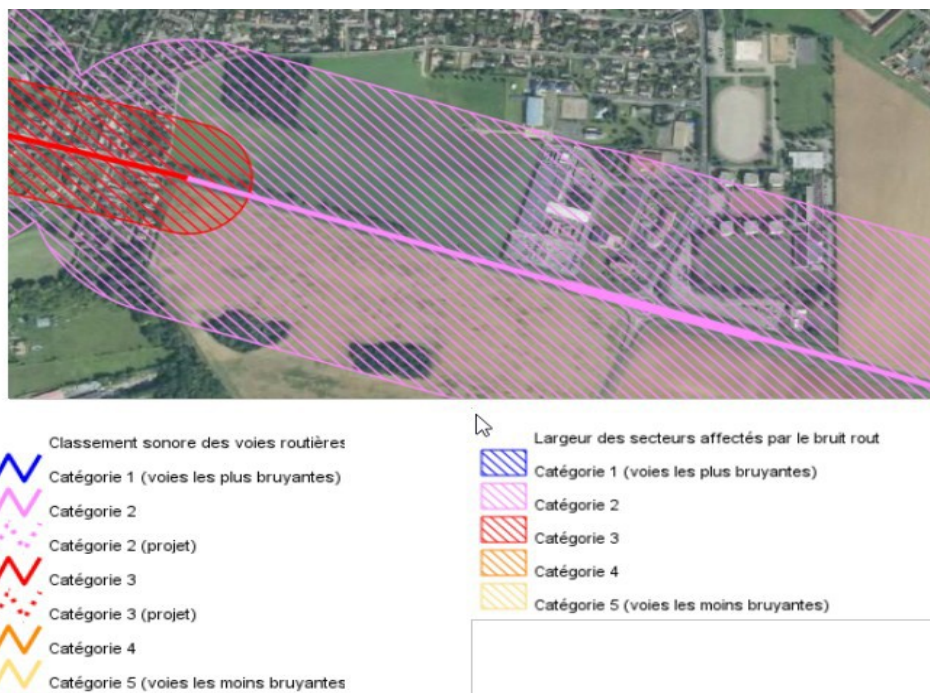 Classement sonore des voies routières
Catégorie 1 (voies les plus bruyantes)
Catégorie 2
Catégorie 2 (projet)
Catégorie 3
Catégorie 3 (projet)
Catégorie 4
Catégorie 5 (voies les moins bruyantes
Largeur des secteurs affectés par le bruit rout
Catégorie 1 (voies les plus bruyantes)
Catégorie 2
Catégorie 3
Catégorie 4
Catégorie 5 (voies les moins bruyantes)